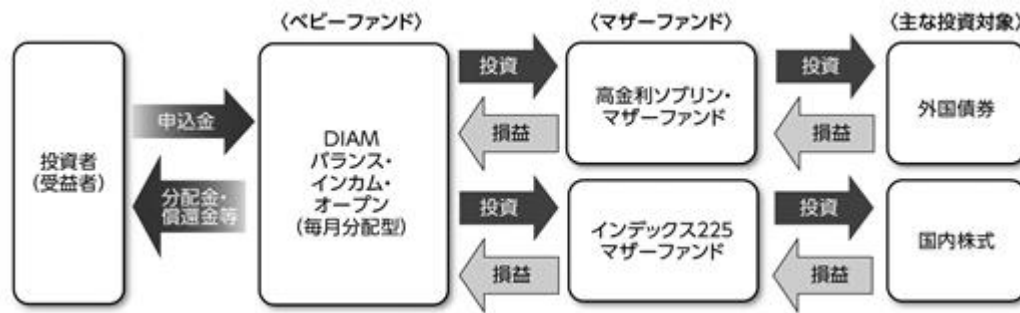 〈ベビーファンド〉
〈マザーファンド〉
〈主な投資対象〉
投資者
(受益者)
申込金
分配金・
償還金等
DIAM
バランス・
インカム・
オープン
(毎月分配型)
投資
損益
高金利ソブリン・
マザーファンド
投資
損益
外国債券
投資
損益
インデックス225
マザーファンド
投資
損益
国内株式